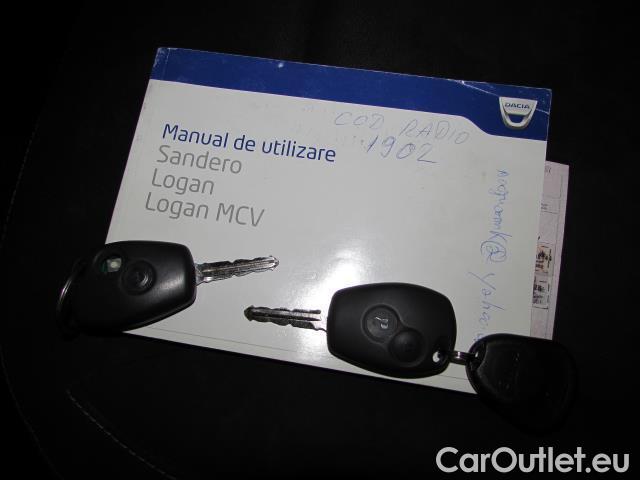 DACIA
COD RADIO
1902
Manual de utilizare
Sandero
Logan
Logan MCV
CarOutlet.eu